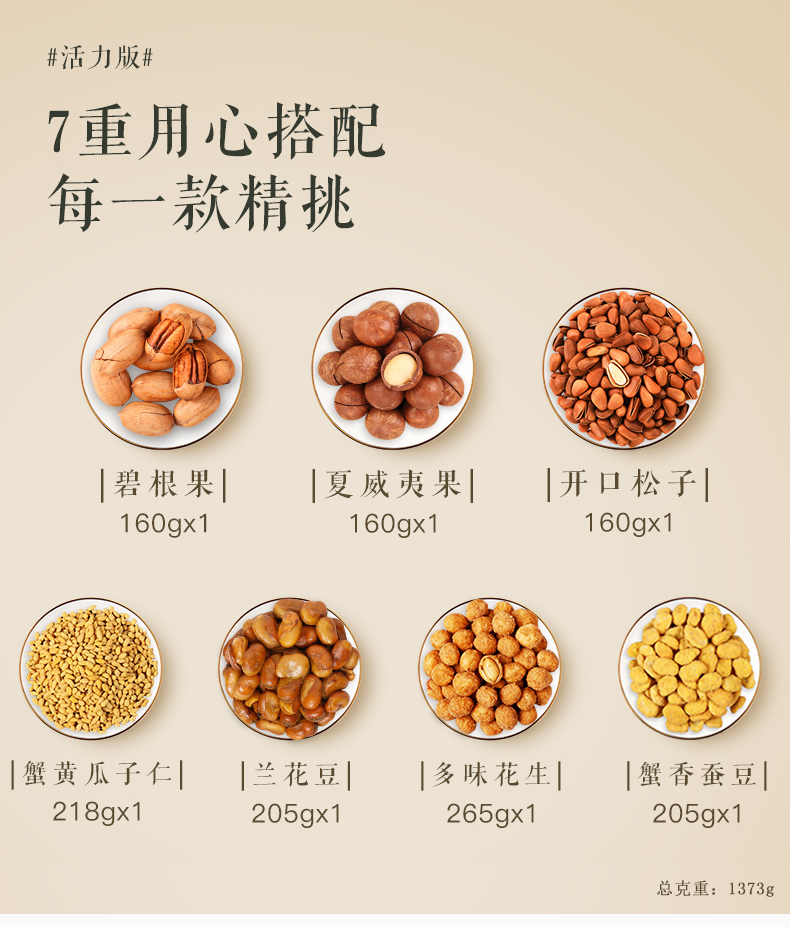 #活力版#
7重用心搭配
每一款精挑
|碧根果|
160gx1
|夏威夷果|
160gx1
|开口松子|
160gx1
|蟹黄瓜子仁|
218gx1
|兰花豆|
205gx1
|多味花生|
265gx1
|蟹香蚕豆|
205gx1
总克重：1373g